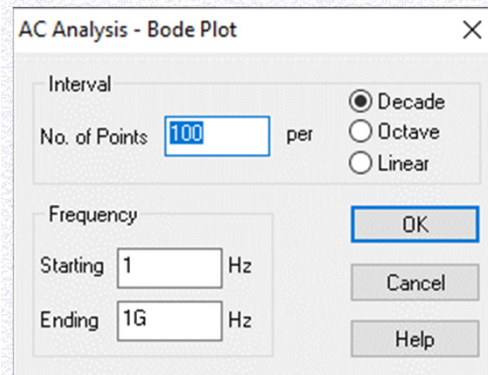 AC Analysis - Bode Plot
Interval
No. of Points 100 per
Decade
Octave
Linear
Frequency
Starting 1 Hz
Ending 1G Hz
OK
Cancel
Help